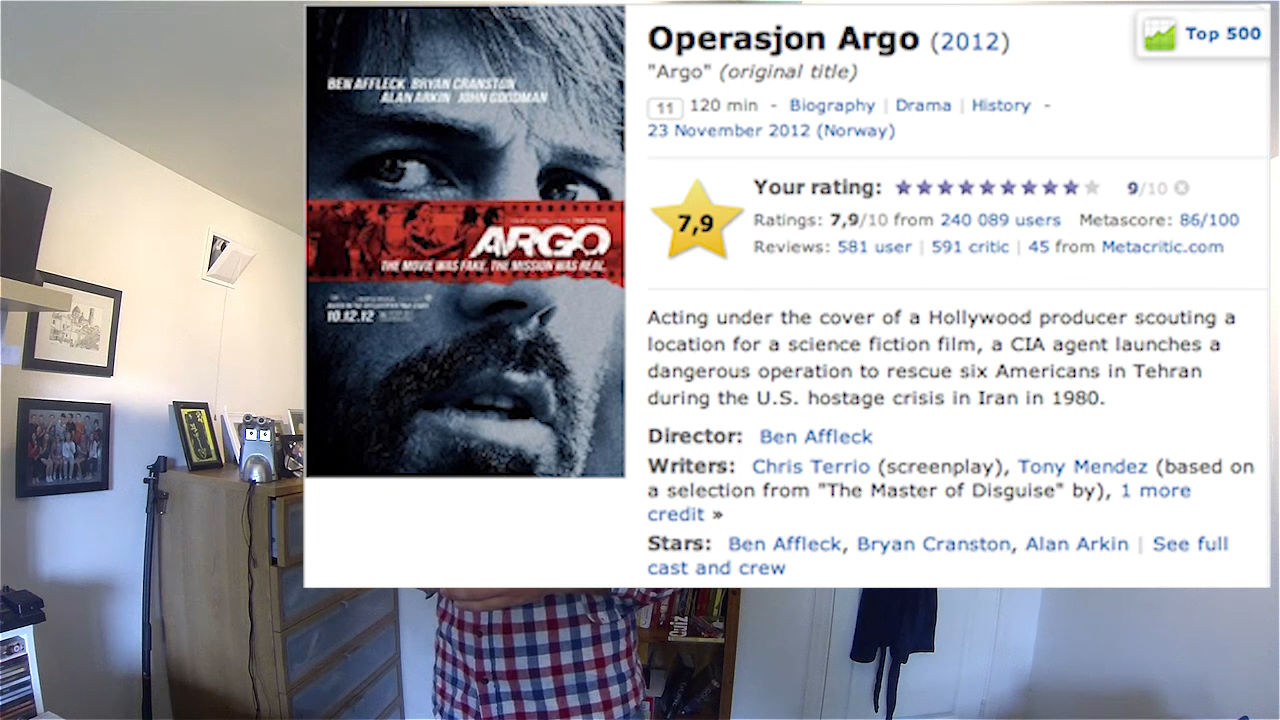 BEN AFFLECK BRYAN CRANSTON
ALAN ARKIN JOHN GOODMAN
ARGO
THE MOVIE WAS FAKE. THE MISSION WAS REAL.
10.12.12
Operasjon Argo (2012)
Top 500
"Argo" (original title)
11 120 min - Biography | Drama | History -
23 November 2012 (Norway)
Your rating: 9/10
7,9
Ratings: 7,9/10 from 240 089 users Metascore: 86/100
Reviews: 581 user | 591 critic | 45 from Metacritic.com
Acting under the cover of a Hollywood producer scouting a
location for a science fiction film, a CIA agent launches a
dangerous operation to rescue six Americans in Tehran
during the U.S. hostage crisis in Iran in 1980.
Director: Ben Affleck
Writers: Chris Terrio (screenplay), Tony Mendez (based on
a selection from "The Master of Disguise" by), 1 more
credit »
Stars: Ben Affleck, Bryan Cranston, Alan Arkin | See full
cast and crew
Quiz